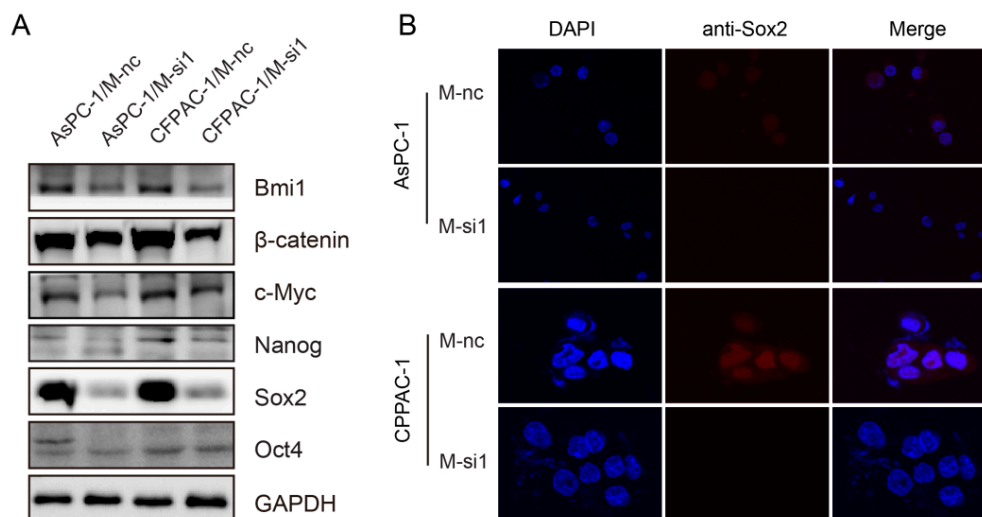 A
AsPC-1/M-nc
AsPC-1/M-si1
CFPAC-1/M-nc
CFPAC-1/M-si1
Bmi1
β-catenin
c-Myc
Nanog
Sox2
Oct4
GAPDH
B
DAPI anti-Sox2 Merge
AsPC-1
M-nc
M-si1
CPPAC-1
M-nc
M-si1